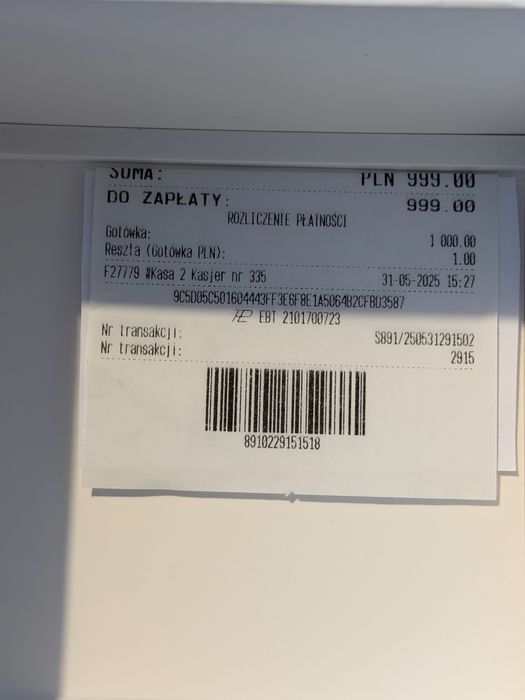 SUMA: PLN 999.00
DO ZAPŁATY: 999.00
ROZLICZENIE PŁATNOŚCI
Gotówka: 1 000.00
Reszta (Gotówka PLN): 1.00
F27779 #Kasa 2 Kasjer nr 335 31-05-2025 15:27
9C5D05C501604443FF3E6F8E1A5064B2CFBD3587
EBT 2101700723
Nr transakcji: S891/250531291502
Nr transakcji: 2915
8910229151518